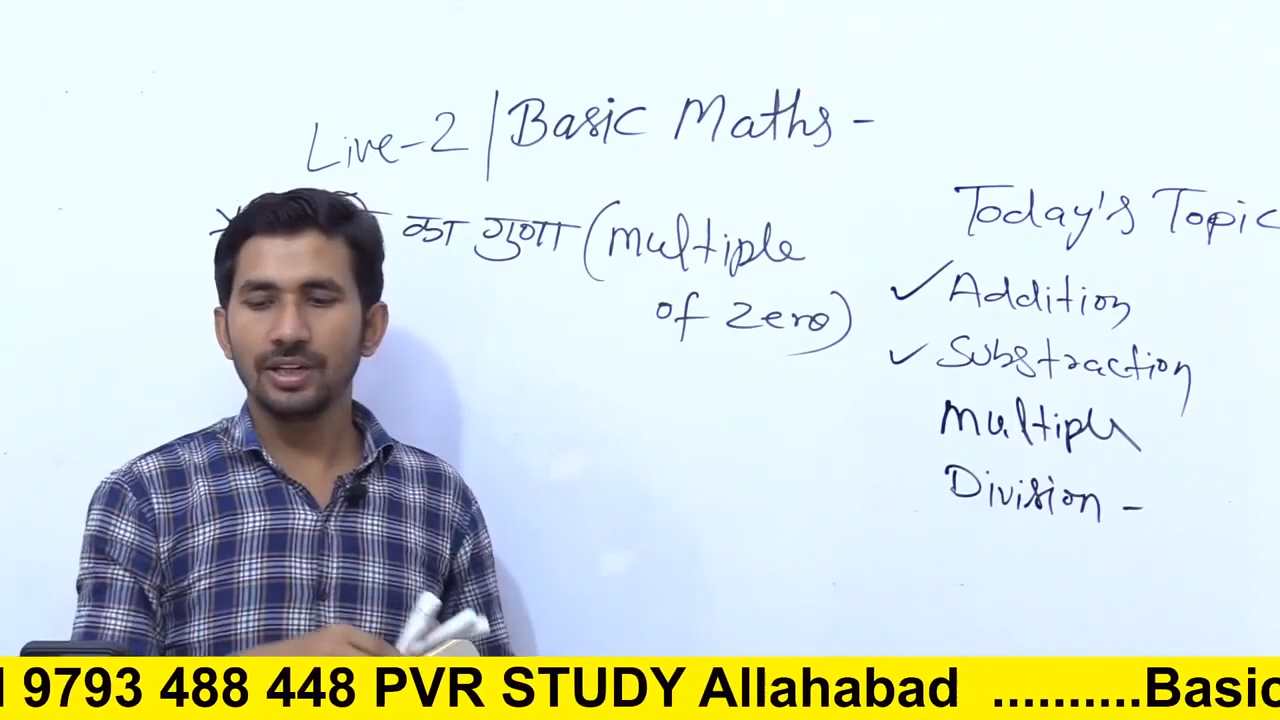 Live-2 | Basic Maths -
का गुणा (multiple
of zero)
Today's Topic
✓ Addition
✓ Substraction
Multiple
Division -
9793 488 448 PVR STUDY Allahabad ..........Basic